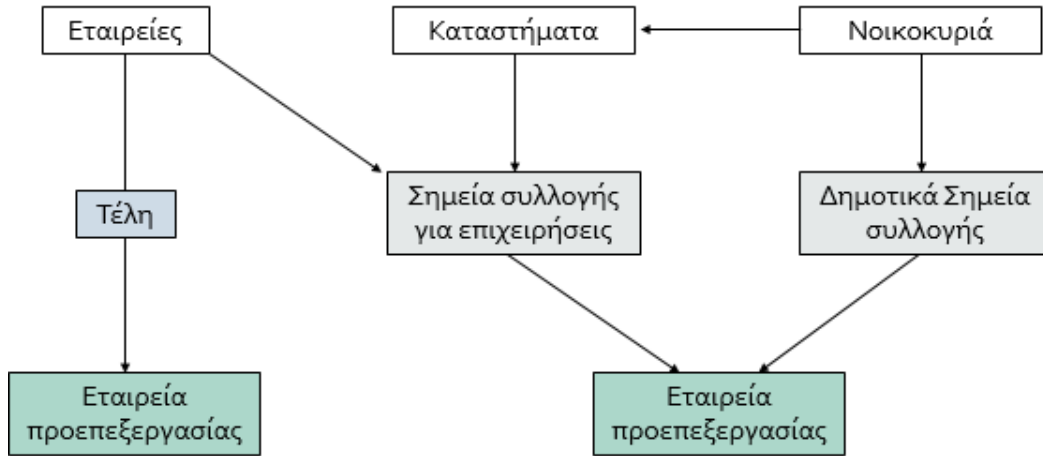 Εταιρείες
Καταστήματα
Νοικοκυριά
Τέλη
Σημεία συλλογής
για επιχειρήσεις
Δημοτικά Σημεία
συλλογής
Εταιρεία
προεπεξεργασίας
Εταιρεία
προεπεξεργασίας